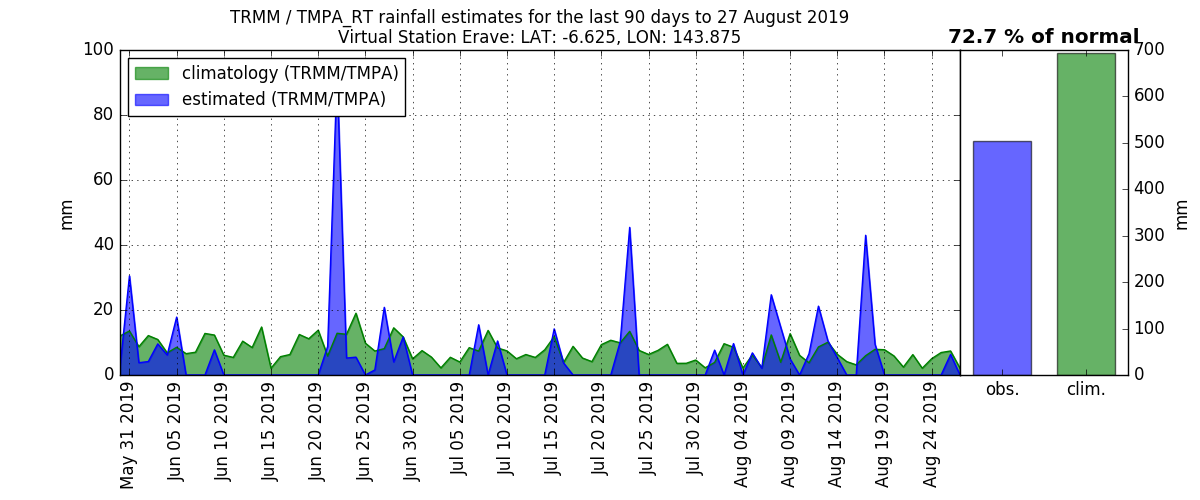 TRMM / TMPA_RT rainfall estimates for the last 90 days to 27 August 2019
Virtual Station Erave: LAT: -6.625, LON: 143.875
72.7 % of normal
climatology (TRMM/TMPA)
estimated (TRMM/TMPA)
100
80
60
40
20
0
mm
May 31 2019
Jun 05 2019
Jun 10 2019
Jun 15 2019
Jun 20 2019
Jun 25 2019
Jun 30 2019
Jul 05 2019
Jul 10 2019
Jul 15 2019
Jul 20 2019
Jul 25 2019
Jul 30 2019
Aug 04 2019
Aug 09 2019
Aug 14 2019
Aug 19 2019
Aug 24 2019
700
600
500
400
300
200
100
0
mm
obs.
clim.